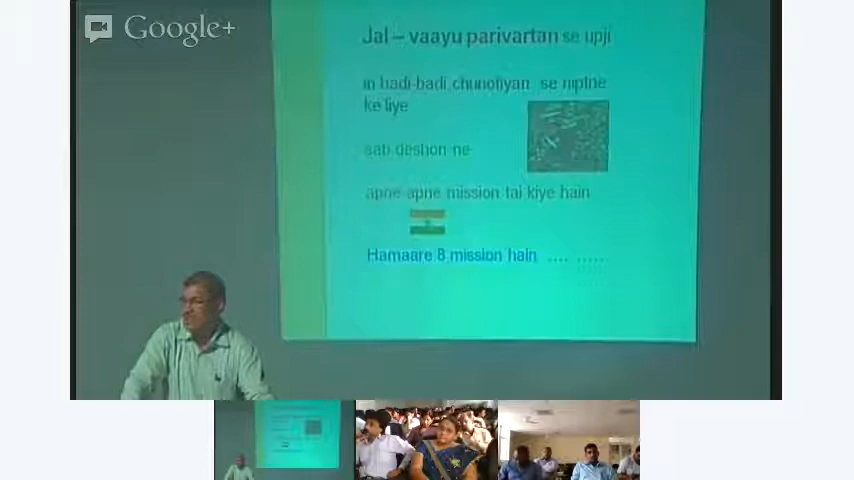 Google+
Jal – vaayu parivartan se upji
in badi-badi chunotiyan se niptne
ke liye
sab deshon ne
apne apne mission tai kiye hain
Hamaare 8 mission hain .... ......